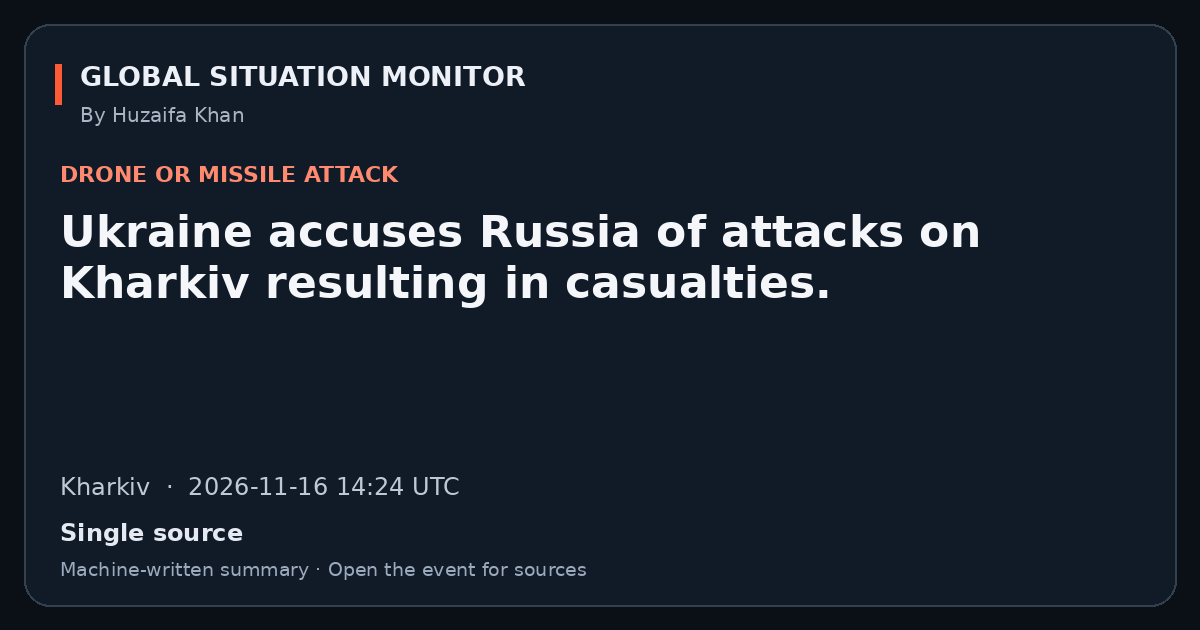 GLOBAL SITUATION MONITOR
By Huzaifa Khan
DRONE OR MISSILE ATTACK
Ukraine accuses Russia of attacks on
Kharkiv resulting in casualties.
Kharkiv · 2026-11-16 14:24 UTC
Single source
Machine-written summary · Open the event for sources